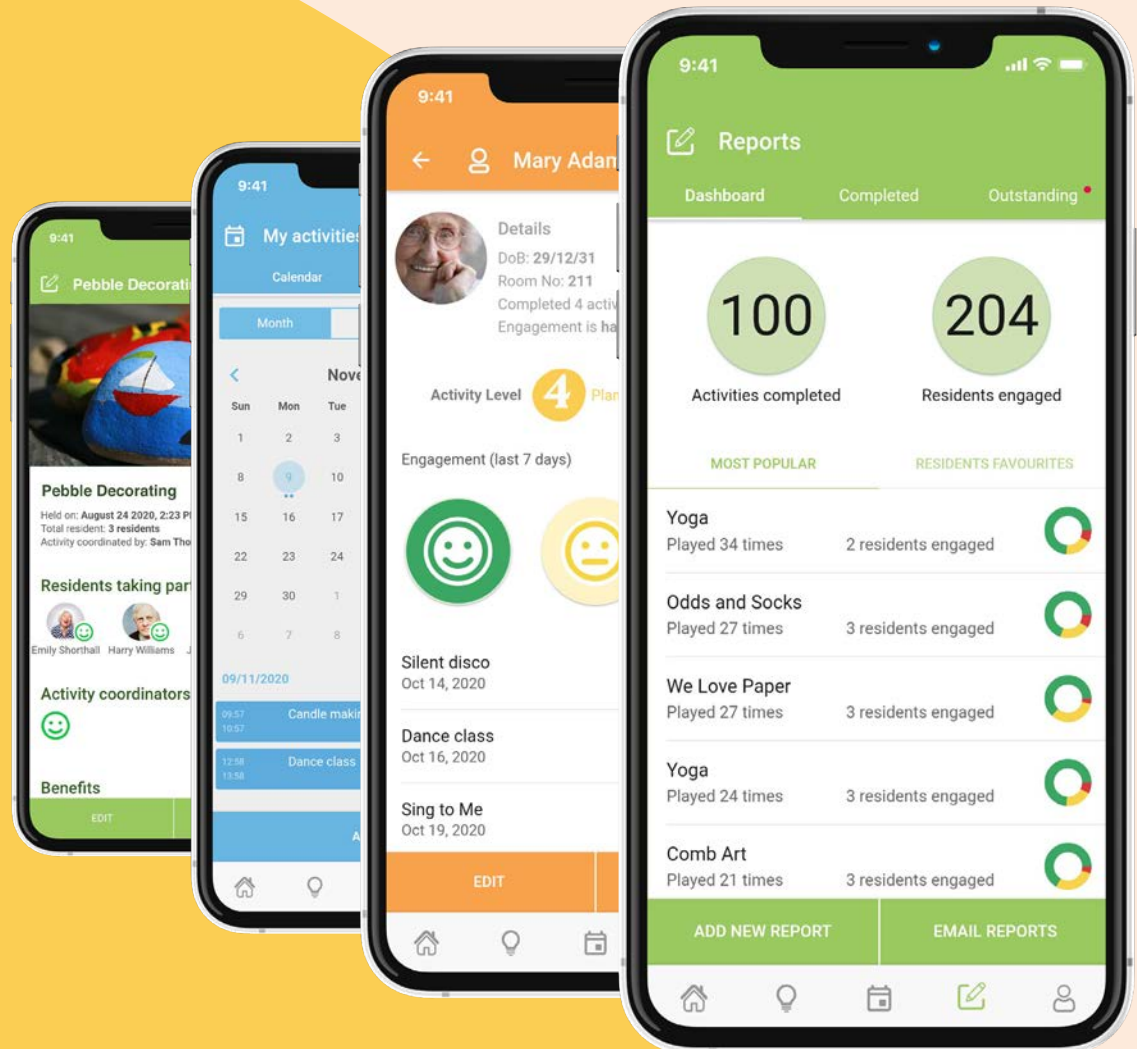 9:41
Pebble Decorati
Pebble Decorating
Held on: August 24 2020, 2:23 P
Total resident: 3 residents
Activity coordinated by: Sam Tho
Residents taking par
Emily Shorthall Harry Williams J
Activity coordinators
Benefits
EDIT
9:41
My activities
Calendar
Month
Nove
Sun Mon Tue
1 2 3
8 9 10
15 16 17
22 23 24
29 30 1
6 7 8
09/11/2020
09:57 Candle makin
10:57
12:58 Dance class
13:58
A
9:41
Mary Adam
Details
DoB: 29/12/31
Room No: 211
Completed 4 activ
Engagement is ha
Activity Level 4 Plan
Engagement (last 7 days)
Silent disco
Oct 14, 2020
Dance class
Oct 16, 2020
Sing to Me
Oct 19, 2020
EDIT
9:41
Reports
Dashboard Completed Outstanding
100 204
Activities completed Residents engaged
MOST POPULAR RESIDENTS FAVOURITES
Yoga
Played 34 times 2 residents engaged
Odds and Socks
Played 27 times 3 residents engaged
We Love Paper
Played 27 times 3 residents engaged
Yoga
Played 24 times 3 residents engaged
Comb Art
Played 21 times 3 residents engaged
ADD NEW REPORT EMAIL REPORTS